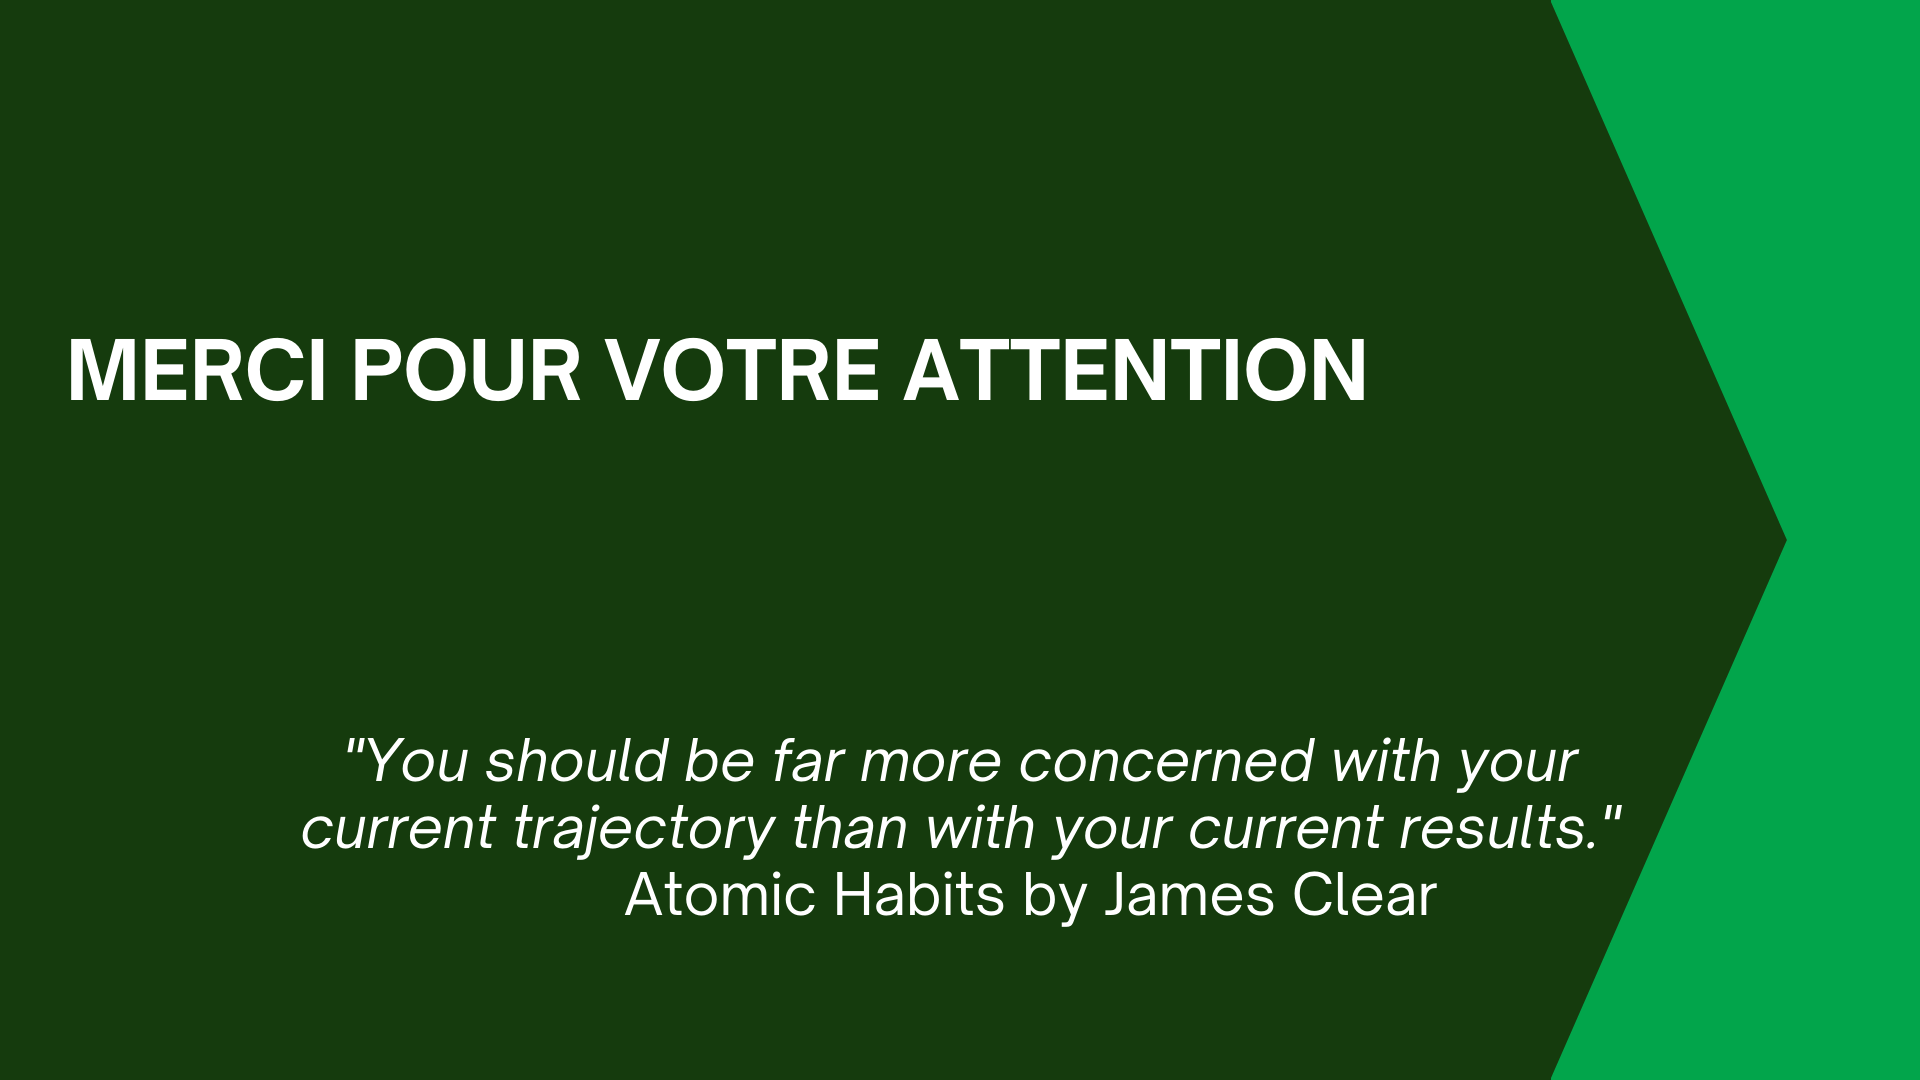 MERCI POUR VOTRE ATTENTION
"You should be far more concerned with your
current trajectory than with your current results."
Atomic Habits by James Clear